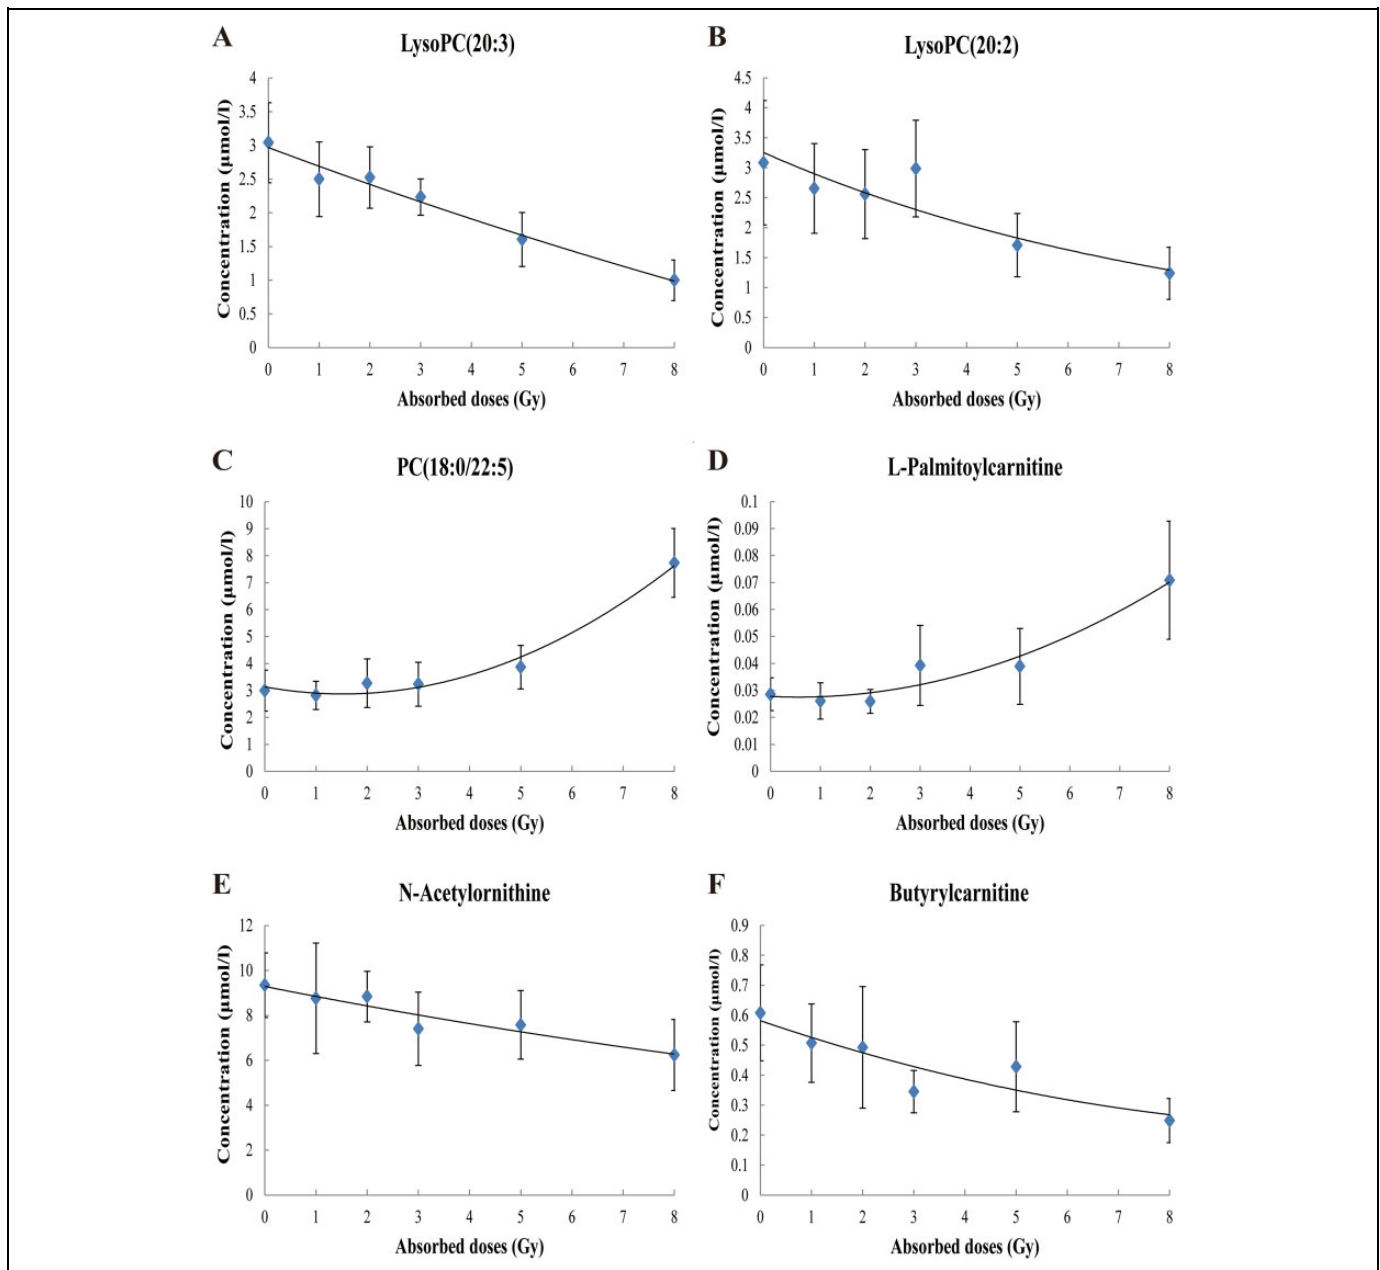 A
LysoPC(20:3)
4
3.5
3
2.5
2
1.5
1
0.5
0
Concentration (μmol/l)
0 1 2 3 4 5 6 7 8
Absorbed doses (Gy)
B
LysoPC(20:2)
4.5
4
3.5
3
2.5
2
1.5
1
0.5
0
Concentration (μmol/l)
0 1 2 3 4 5 6 7 8
Absorbed doses (Gy)
C
PC(18:0/22:5)
10
9
8
7
6
5
4
3
2
1
0
Concentration (μmol/l)
0 1 2 3 4 5 6 7 8
Absorbed doses (Gy)
D
L-Palmitoylcarnitine
0.1
0.09
0.08
0.07
0.06
0.05
0.04
0.03
0.02
0.01
0
Concentration (μmol/l)
0 1 2 3 4 5 6 7 8
Absorbed doses (Gy)
E
N-Acetylornithine
12
10
8
6
4
2
0
Concentration (μmol/l)
0 1 2 3 4 5 6 7 8
Absorbed doses (Gy)
F
Butyrylcarnitine
0.9
0.8
0.7
0.6
0.5
0.4
0.3
0.2
0.1
0
Concentration (μmol/l)
0 1 2 3 4 5 6 7 8
Absorbed doses (Gy)